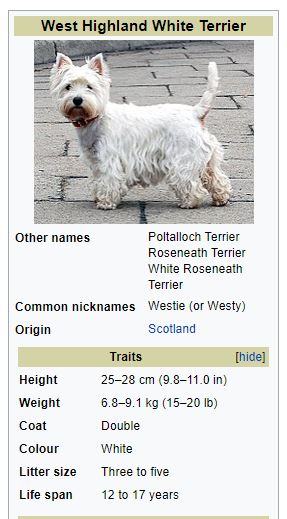 West Highland White Terrier
Other names Poltalloch Terrier
Roseneath Terrier
White Roseneath
Terrier
Common nicknames Westie (or Westy)
Origin Scotland
Traits [hide]
Height 25–28 cm (9.8–11.0 in)
Weight 6.8–9.1 kg (15–20 lb)
Coat Double
Colour White
Litter size Three to five
Life span 12 to 17 years